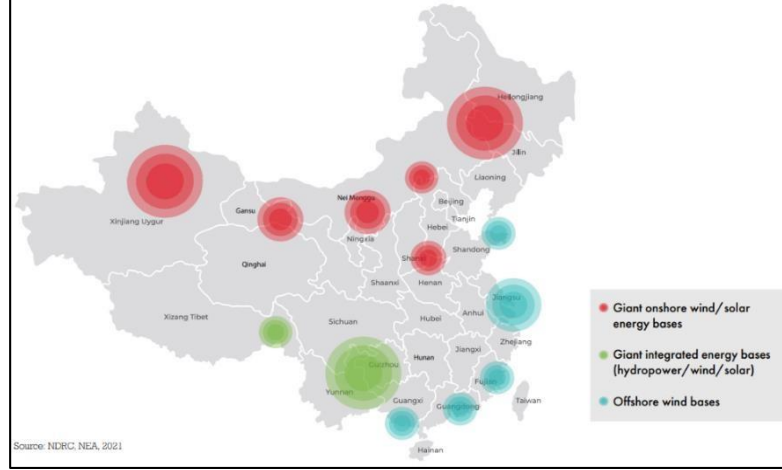 Heilongjiang
Jilin
Liaoning
Nei Monggu
Beijing
Tianjin
Hebei
Xinjiang Uygur
Gansu
Ningxia
Shandong
Qinghai
Shanxi
Shaanxi
Henan
Jiangsu
Xizang Tibet
Sichuan
Hubei
Anhui
Zhejiang
Hunan
Jiangxi
Guizhou
Yunnan
Fujian
Guangxi
Guangdong
Taiwan
Hainan
Giant onshore wind/solar
energy bases
Giant integrated energy bases
(hydropower/wind/solar)
Offshore wind bases
Source: NDRC, NEA, 2021